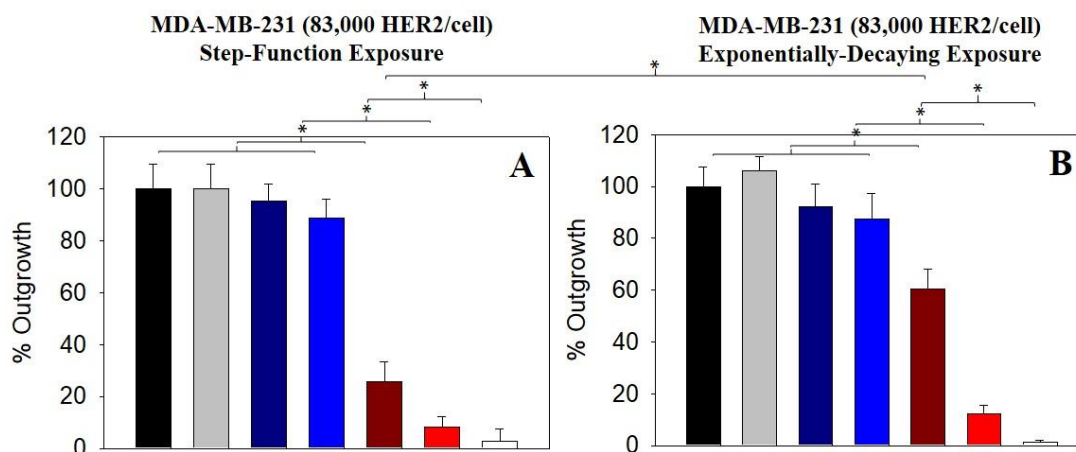 MDA-MB-231 (83,000 HER2/cell)
Step-Function Exposure
MDA-MB-231 (83,000 HER2/cell)
Exponentially-Decaying Exposure
*
*
*
*
*
*
*
A
B
% Outgrowth
120
100
80
60
40
20
0
% Outgrowth
120
100
80
60
40
20
0